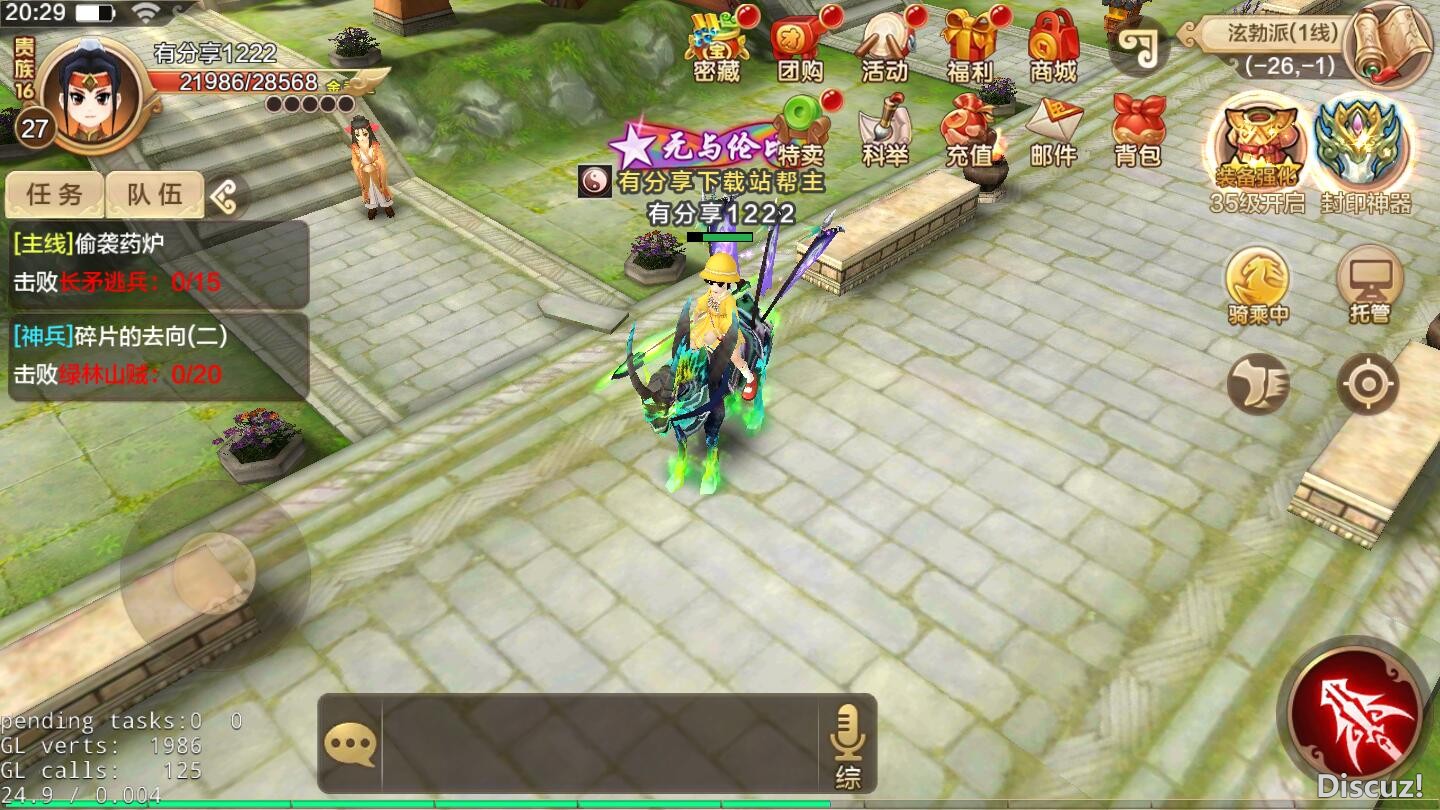 20:29
贵族16
有分享1222
21986/28568
金
27
密藏
团购
活动
福利
商城
泫勃派(1线)
(-26,-1)
特卖
科举
充值
邮件
背包
装备强化
35级开启
封印神器
任务
队伍
[主线]偷袭药炉
击败长矛逃兵：0/15
[神兵]碎片的去向(二)
击败绿林山贼：0/20
无与伦比
有分享下载站帮主
有分享1222
骑乘中
托管
综
pending tasks:0 0
GL verts: 1986
GL calls: 125
24.9 / 0.004
Discuz!